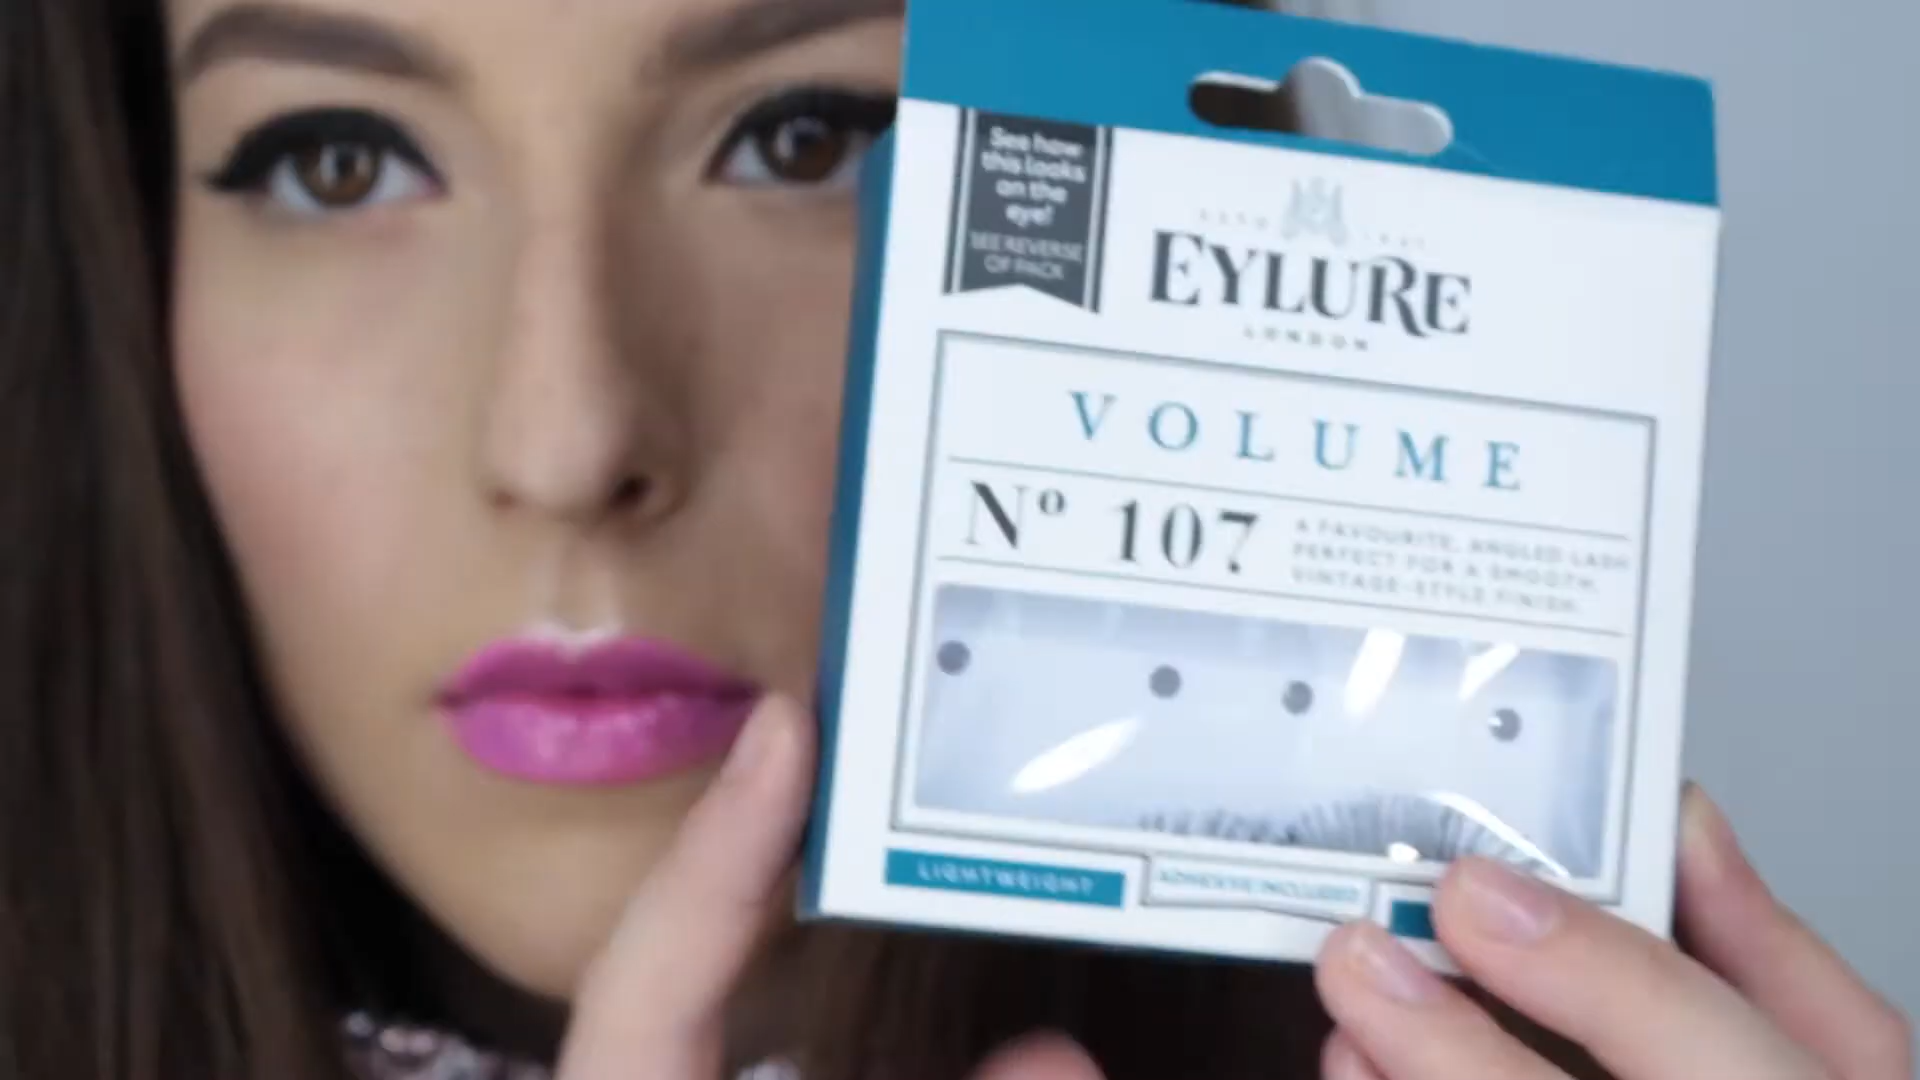 See how
this looks
on the
eye!
SEE REVERSE
OF PACK
EYLURE
LONDON
VOLUME
Nº 107
A FAVOURITE, ANGLED LASH
PERFECT FOR A SMOOTH,
VINTAGE-STYLE FINISH.
LIGHTWEIGHT
ADHESIVE INCLUDED